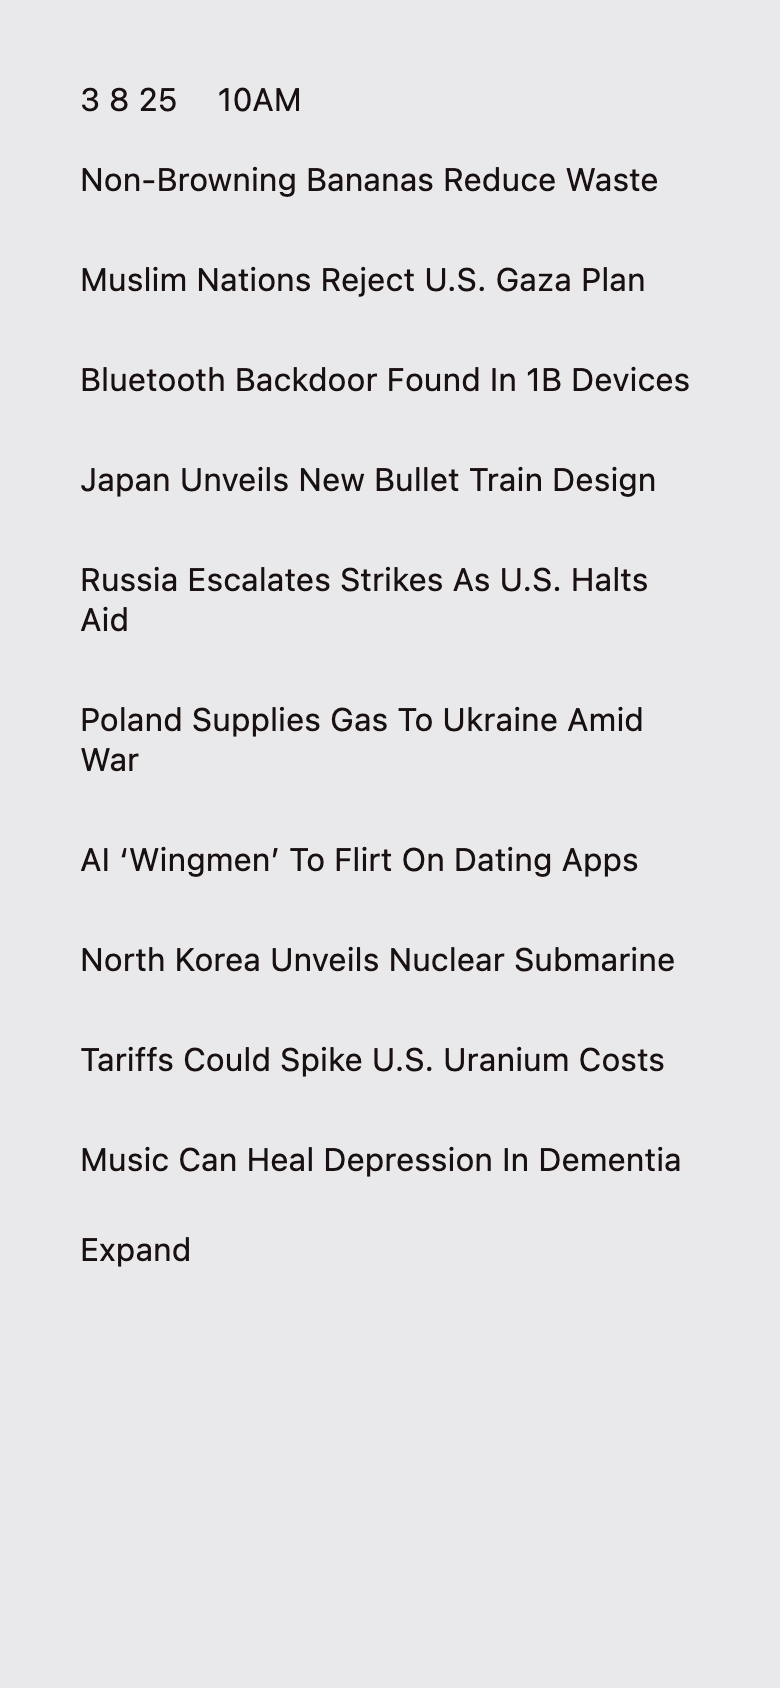 3 8 25 10AM
Non-Browning Bananas Reduce Waste
Muslim Nations Reject U.S. Gaza Plan
Bluetooth Backdoor Found In 1B Devices
Japan Unveils New Bullet Train Design
Russia Escalates Strikes As U.S. Halts
Aid
Poland Supplies Gas To Ukraine Amid
War
AI ‘Wingmen’ To Flirt On Dating Apps
North Korea Unveils Nuclear Submarine
Tariffs Could Spike U.S. Uranium Costs
Music Can Heal Depression In Dementia
Expand